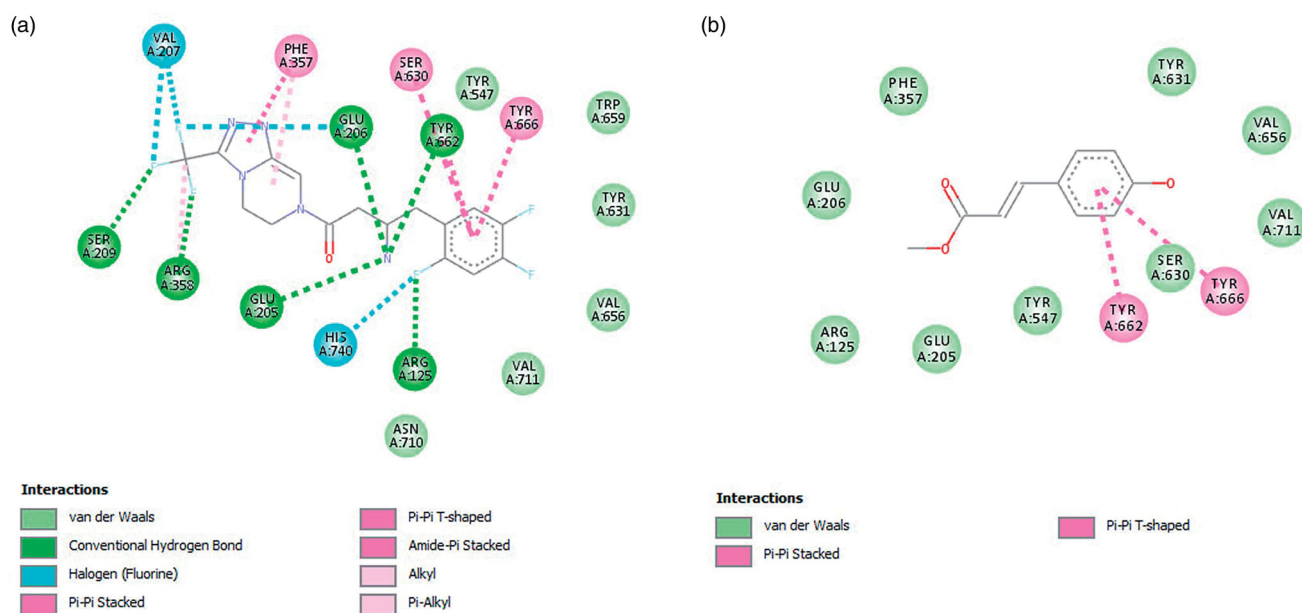 (a)
VAL
A:207
PHE
A:357
SER
A:630
TYR
A:547
TRP
A:659
GLU
A:206
TYR
A:662
TYR
A:666
N
N
F
F
N
F
N
TYR
A:631
F
SER
A:209
ARG
A:358
O
N
F
F
GLU
A:205
HIS
A:740
VAL
A:656
ARG
A:125
VAL
A:711
ASN
A:710
Interactions
van der Waals
Conventional Hydrogen Bond
Halogen (Fluorine)
Pi-Pi Stacked
Pi-Pi T-shaped
Amide-Pi Stacked
Alkyl
Pi-Alkyl
(b)
PHE
A:357
TYR
A:631
VAL
A:656
GLU
A:206
O
O
O
VAL
A:711
SER
A:630
TYR
A:666
TYR
A:547
TYR
A:662
ARG
A:125
GLU
A:205
Interactions
van der Waals
Pi-Pi Stacked
Pi-Pi T-shaped